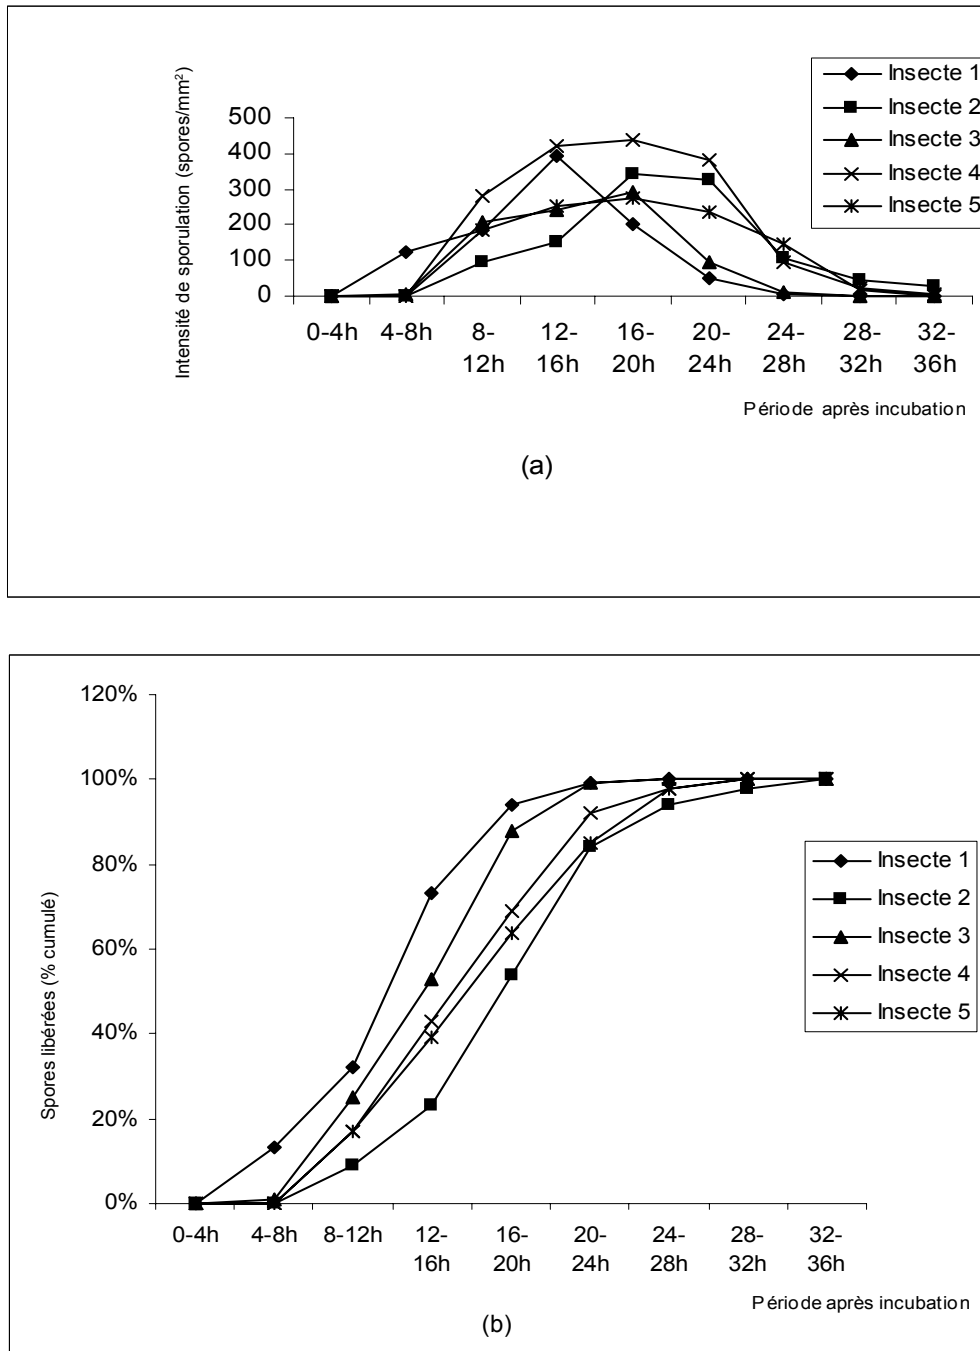 Intensité de sporulation (spores/mm²)
500
400
300
200
100
0
0-4h 4-8h 8-12h 12-16h 16-20h 20-24h 24-28h 28-32h 32-36h
Période après incubation
Insecte 1
Insecte 2
Insecte 3
Insecte 4
Insecte 5
(a)
Spores libérées (% cumulé)
120%
100%
80%
60%
40%
20%
0%
0-4h 4-8h 8-12h 12-16h 16-20h 20-24h 24-28h 28-32h 32-36h
Période après incubation
Insecte 1
Insecte 2
Insecte 3
Insecte 4
Insecte 5
(b)